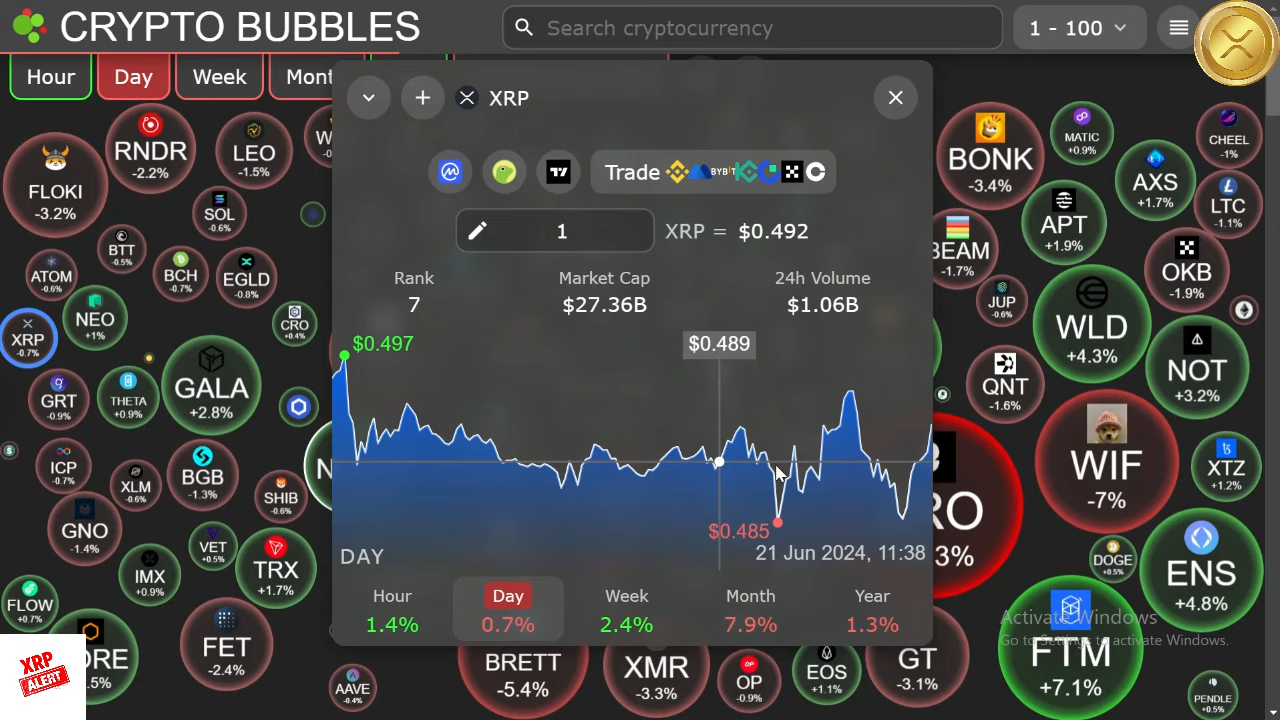 CRYPTO BUBBLES
Search cryptocurrency
1 - 100
Hour
Day
Week
XRP
Trade
BYBIT
1
XRP = $0.492
Rank
7
Market Cap
$27.36B
24h Volume
$1.06B
$0.497
$0.489
$0.485
DAY
21 Jun 2024, 11:38
Hour
1.4%
Day
0.7%
Week
2.4%
Month
7.9%
Year
1.3%
FLOKI
-3.2%
RNDR
-2.2%
LEO
-1.5%
SOL
-0.6%
BTT
-0.5%
ATOM
-0.6%
BCH
-0.7%
EGLD
-0.8%
NEO
+1%
CRO
+0.4%
XRP
-0.7%
GALA
+2.8%
THETA
+0.9%
GRT
-0.9%
ICP
-0.7%
XLM
-0.6%
BGB
-1.3%
SHIB
-0.6%
GNO
-1.4%
VET
+0.5%
IMX
+0.9%
TRX
+1.7%
FLOW
+0.7%
FET
-2.4%
AAVE
-0.4%
BRETT
-5.4%
XMR
-3.3%
OP
-0.9%
EOS
+1.1%
GT
-3.1%
BONK
-3.4%
MATIC
+0.9%
CHEEL
-1%
AXS
+1.7%
LTC
-1.1%
APT
+1.9%
BEAM
-1.7%
OKB
-1.9%
JUP
-0.6%
WLD
+4.3%
NOT
+3.2%
QNT
-1.6%
WIF
-7%
XTZ
+1.2%
DOGE
+0.5%
ENS
+4.8%
FTM
+7.1%
PENDLE
+0.5%
Activate Windows
Go to Settings to activate Windows.
XRP
ALERT